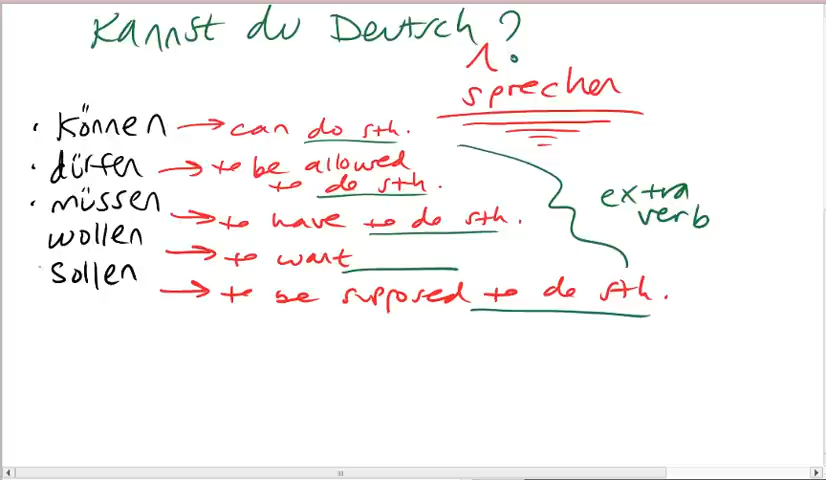 Kannst du Deutsch ?
sprechen
• können → can do sth.
• dürfen → to be allowed
to do sth.
• müssen → to have to do sth.
wollen → to want
sollen → to be supposed to do sth.
extra
verb